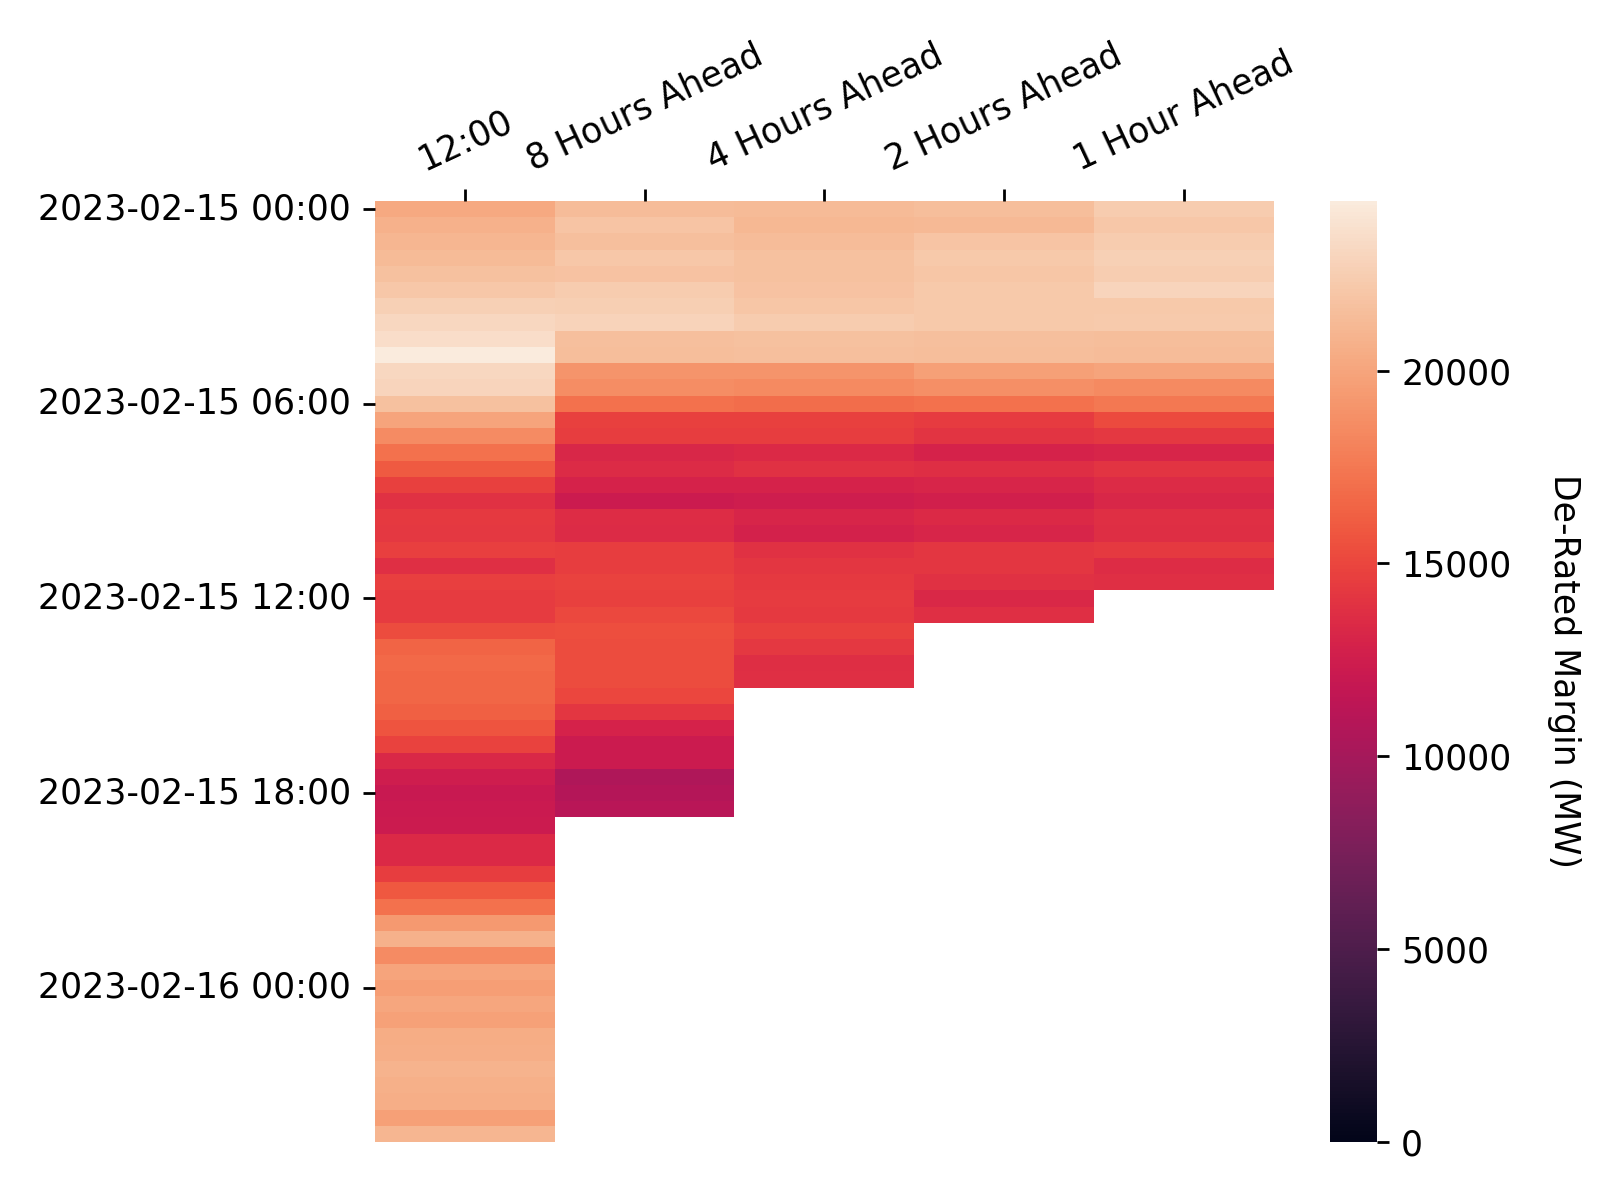 12:00
8 Hours Ahead
4 Hours Ahead
2 Hours Ahead
1 Hour Ahead
2023-02-15 00:00
2023-02-15 06:00
2023-02-15 12:00
2023-02-15 18:00
2023-02-16 00:00
20000
15000
10000
5000
0
De-Rated Margin (MW)